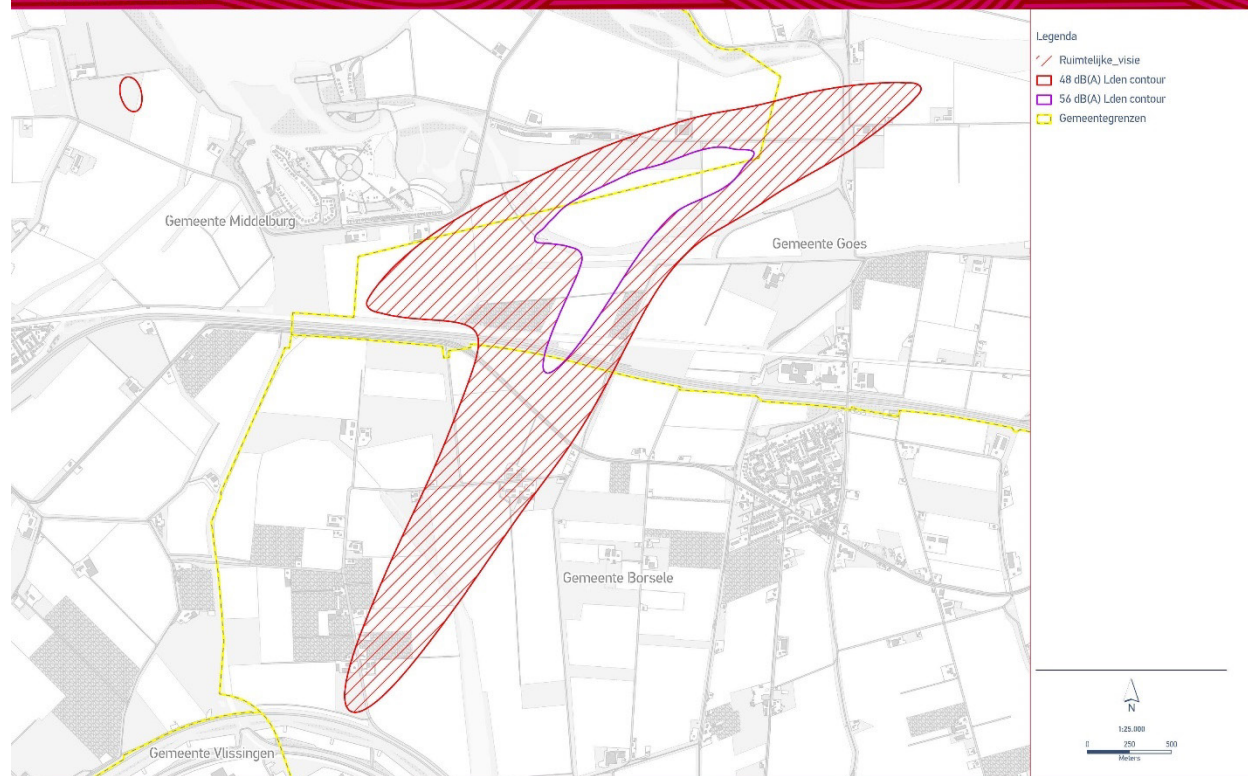 Legenda
Ruimtelijke_visie
48 dB(A) Lden contour
56 dB(A) Lden contour
Gemeentegrenzen
Gemeente Middelburg
Gemeente Goes
Gemeente Borsele
Gemeente Vlissingen
N
1:25.000
0 250 500
Meters